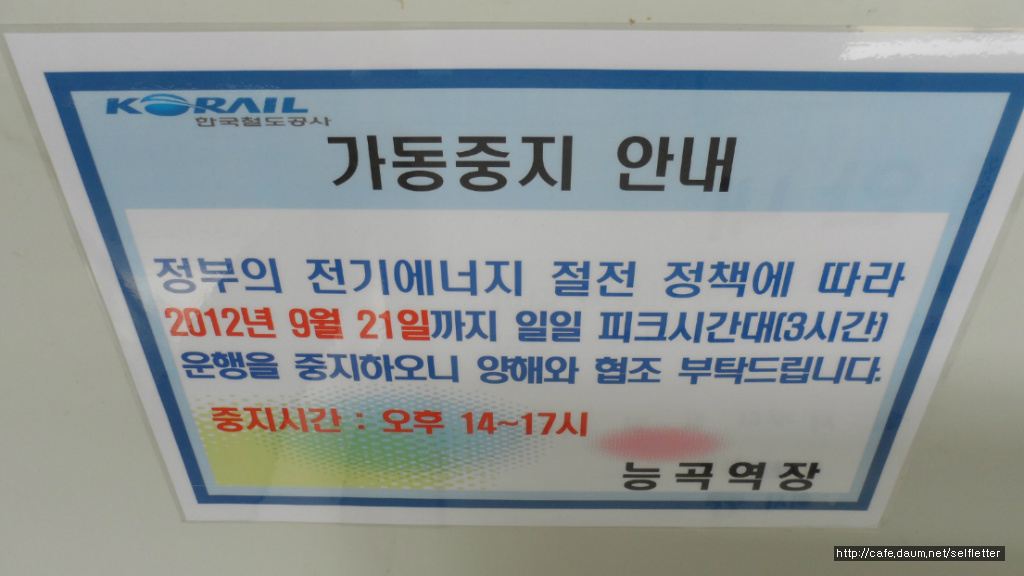 KORAIL
한국철도공사
가동중지 안내
정부의 전기에너지 절전 정책에 따라
2012년 9월 21일까지 일일 피크시간대(3시간)
운행을 중지하오니 양해와 협조 부탁드립니다.
중지시간 : 오후 14~17시
능곡역장
http://cafe.daum.net/selfletter